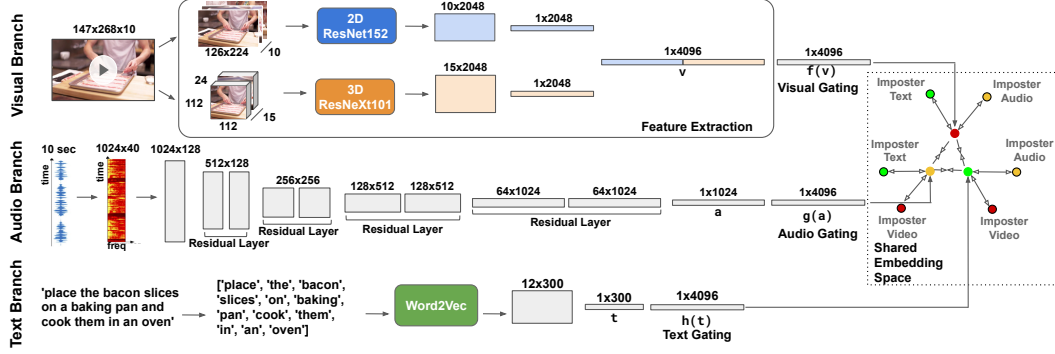 Visual Branch
147x268x10
126x224
10
2D
ResNet152
10x2048
1x2048
24
112
112
15
3D
ResNeXt101
15x2048
1x2048
1x4096
v
Feature Extraction
1x4096
f(v)
Visual Gating
Imposter
Text
Imposter
Audio
Imposter
Text
Imposter
Audio
Imposter
Video
Imposter
Video
Shared
Embedding
Space
Audio Branch
10 sec
time
1024x40
time
freq
1024x128
512x128
Residual Layer
256x256
Residual Layer
128x512
128x512
Residual Layer
64x1024
64x1024
Residual Layer
1x1024
a
1x4096
g(a)
Audio Gating
Text Branch
'place the bacon slices
on a baking pan and
cook them in an oven'
['place', 'the', 'bacon',
'slices', 'on', 'baking',
'pan', 'cook', 'them',
'in', 'an', 'oven']
Word2Vec
12x300
1x300
t
1x4096
h(t)
Text Gating